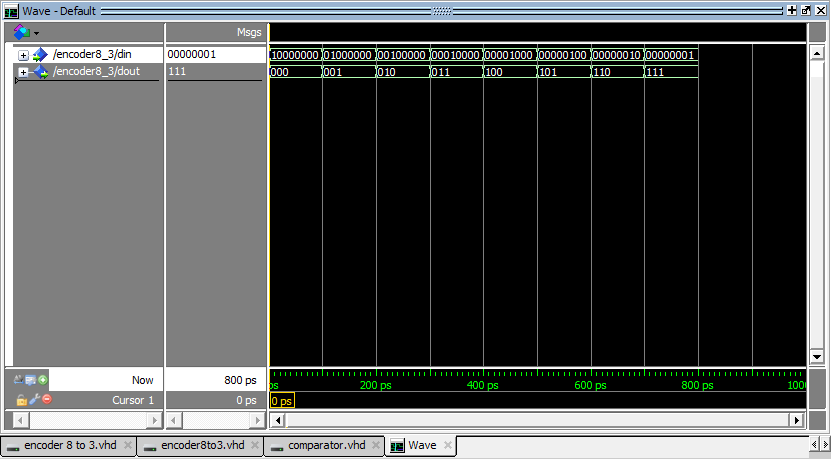 Wave - Default
Msgs
/encoder8_3/din 00000001 10000000 01000000 00100000 00010000 00001000 00000100 00000010 00000001
/encoder8_3/dout 111 000 001 010 011 100 101 110 111
Now 800 ps ps 200 ps 400 ps 600 ps 800 ps 1000
Cursor 1 0 ps 0 ps
encoder 8 to 3.vhd encoder8to3.vhd comparator.vhd Wave